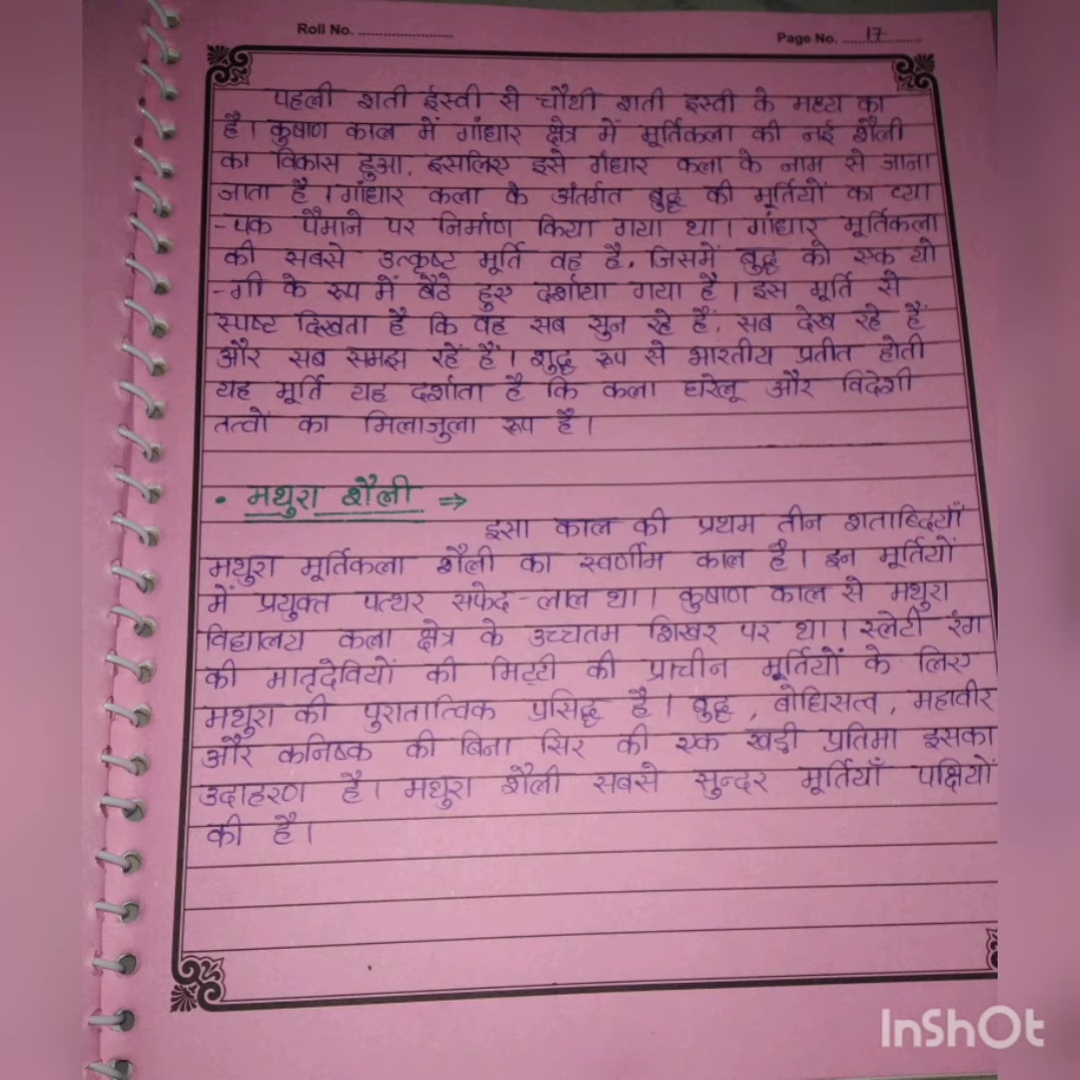 Roll No. ........................
Page No. .....17............
पहली शती ईस्वी से चौथी शती इस्वी के मध्य का
है। कुषाण काल में गांधार क्षेत्र में मूर्तिकला की नई शैली
का विकास हुआ, इसलिए इसे गंधार कला के नाम से जाना
जाता है। गांधार कला के अंतर्गत बुद्ध की मूर्तियों का व्या
-पक पैमाने पर निर्माण किया गया था। गांधार मूर्तिकला
की सबसे उत्कृष्ट मूर्ति वह है, जिसमें बुद्ध को एक यो
-गी के रूप में बैठे हुए दर्शाया गया है। इस मूर्ति से
स्पष्ट दिखता है कि वह सब सुन रहे हैं, सब देख रहे हैं
और सब समझ रहें हैं। शुद्ध रूप से भारतीय प्रतीत होती
यह मूर्ति यह दर्शाता है कि कला घरेलू और विदेशी
तत्वों का मिलाजुला रूप है।
• मथुरा शैली ⇒
इसा काल की प्रथम तीन शताब्दियाँ
मथुरा मूर्तिकला शैली का स्वर्णीम काल है। इन मूर्तियों
में प्रयुक्त पत्थर सफेद-लाल था। कुषाण काल से मथुरा
विद्यालय कला क्षेत्र के उच्चतम शिखर पर था। स्लेटी रंग
की मातृदेवियों की मिट्टी की प्राचीन मूर्तियों के लिए
मथुरा की पुरातात्विक प्रसिद्ध है। बुद्ध, बोधिसत्व, महावीर
और कनिष्क की बिना सिर की एक खड़ी प्रतिमा इसका
उदाहरण है। मथुरा शैली सबसे सुन्दर मूर्तियाँ पक्षियों
की है।
InShOt